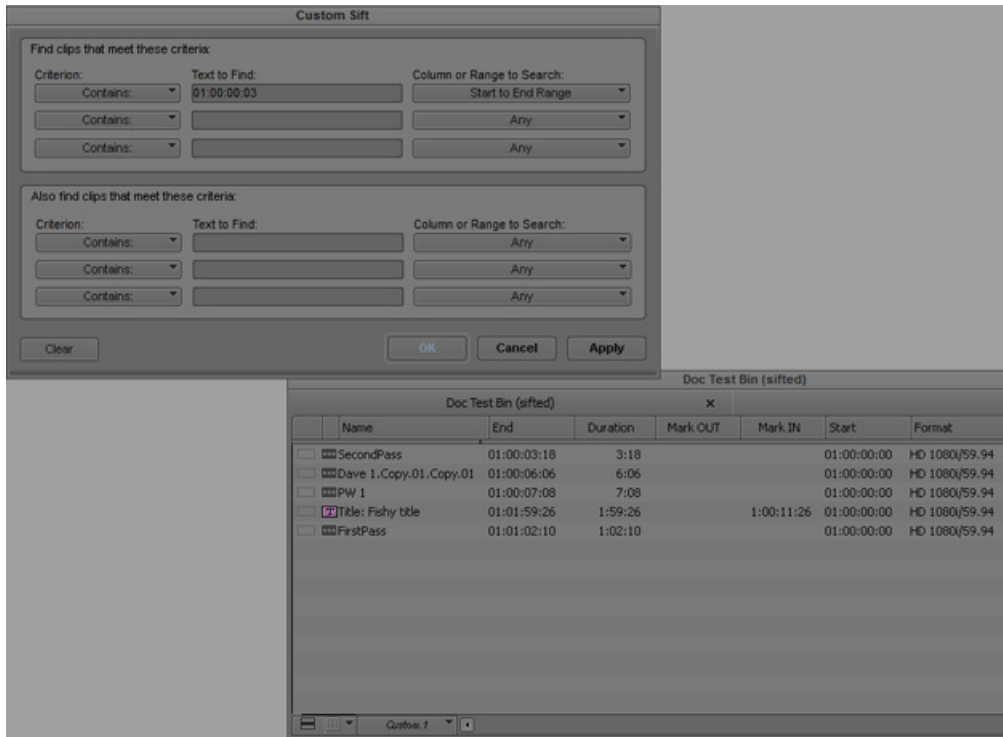 Custom Sift
Find clips that meet these criteria:
Criterion: Text to Find: Column or Range to Search:
Contains: 01:00:00:03 Start to End Range
Contains: Any
Contains: Any
Also find clips that meet these criteria:
Criterion: Text to Find: Column or Range to Search:
Contains: Any
Contains: Any
Contains: Any
Clear OK Cancel Apply
Doc Test Bin (sifted)
Doc Test Bin (sifted) x
Name End Duration Mark OUT Mark IN Start Format
SecondPass 01:00:03:18 3:18 01:00:00:00 HD 1080i/59.94
Dave 1.Copy.01.Copy.01 01:00:06:06 6:06 01:00:00:00 HD 1080i/59.94
PW 1 01:00:07:08 7:08 01:00:00:00 HD 1080i/59.94
T Title: Fishy title 01:01:59:26 1:59:26 1:00:11:26 01:00:00:00 HD 1080i/59.94
FirstPass 01:01:02:10 1:02:10 01:00:00:00 HD 1080i/59.94
Custom.1